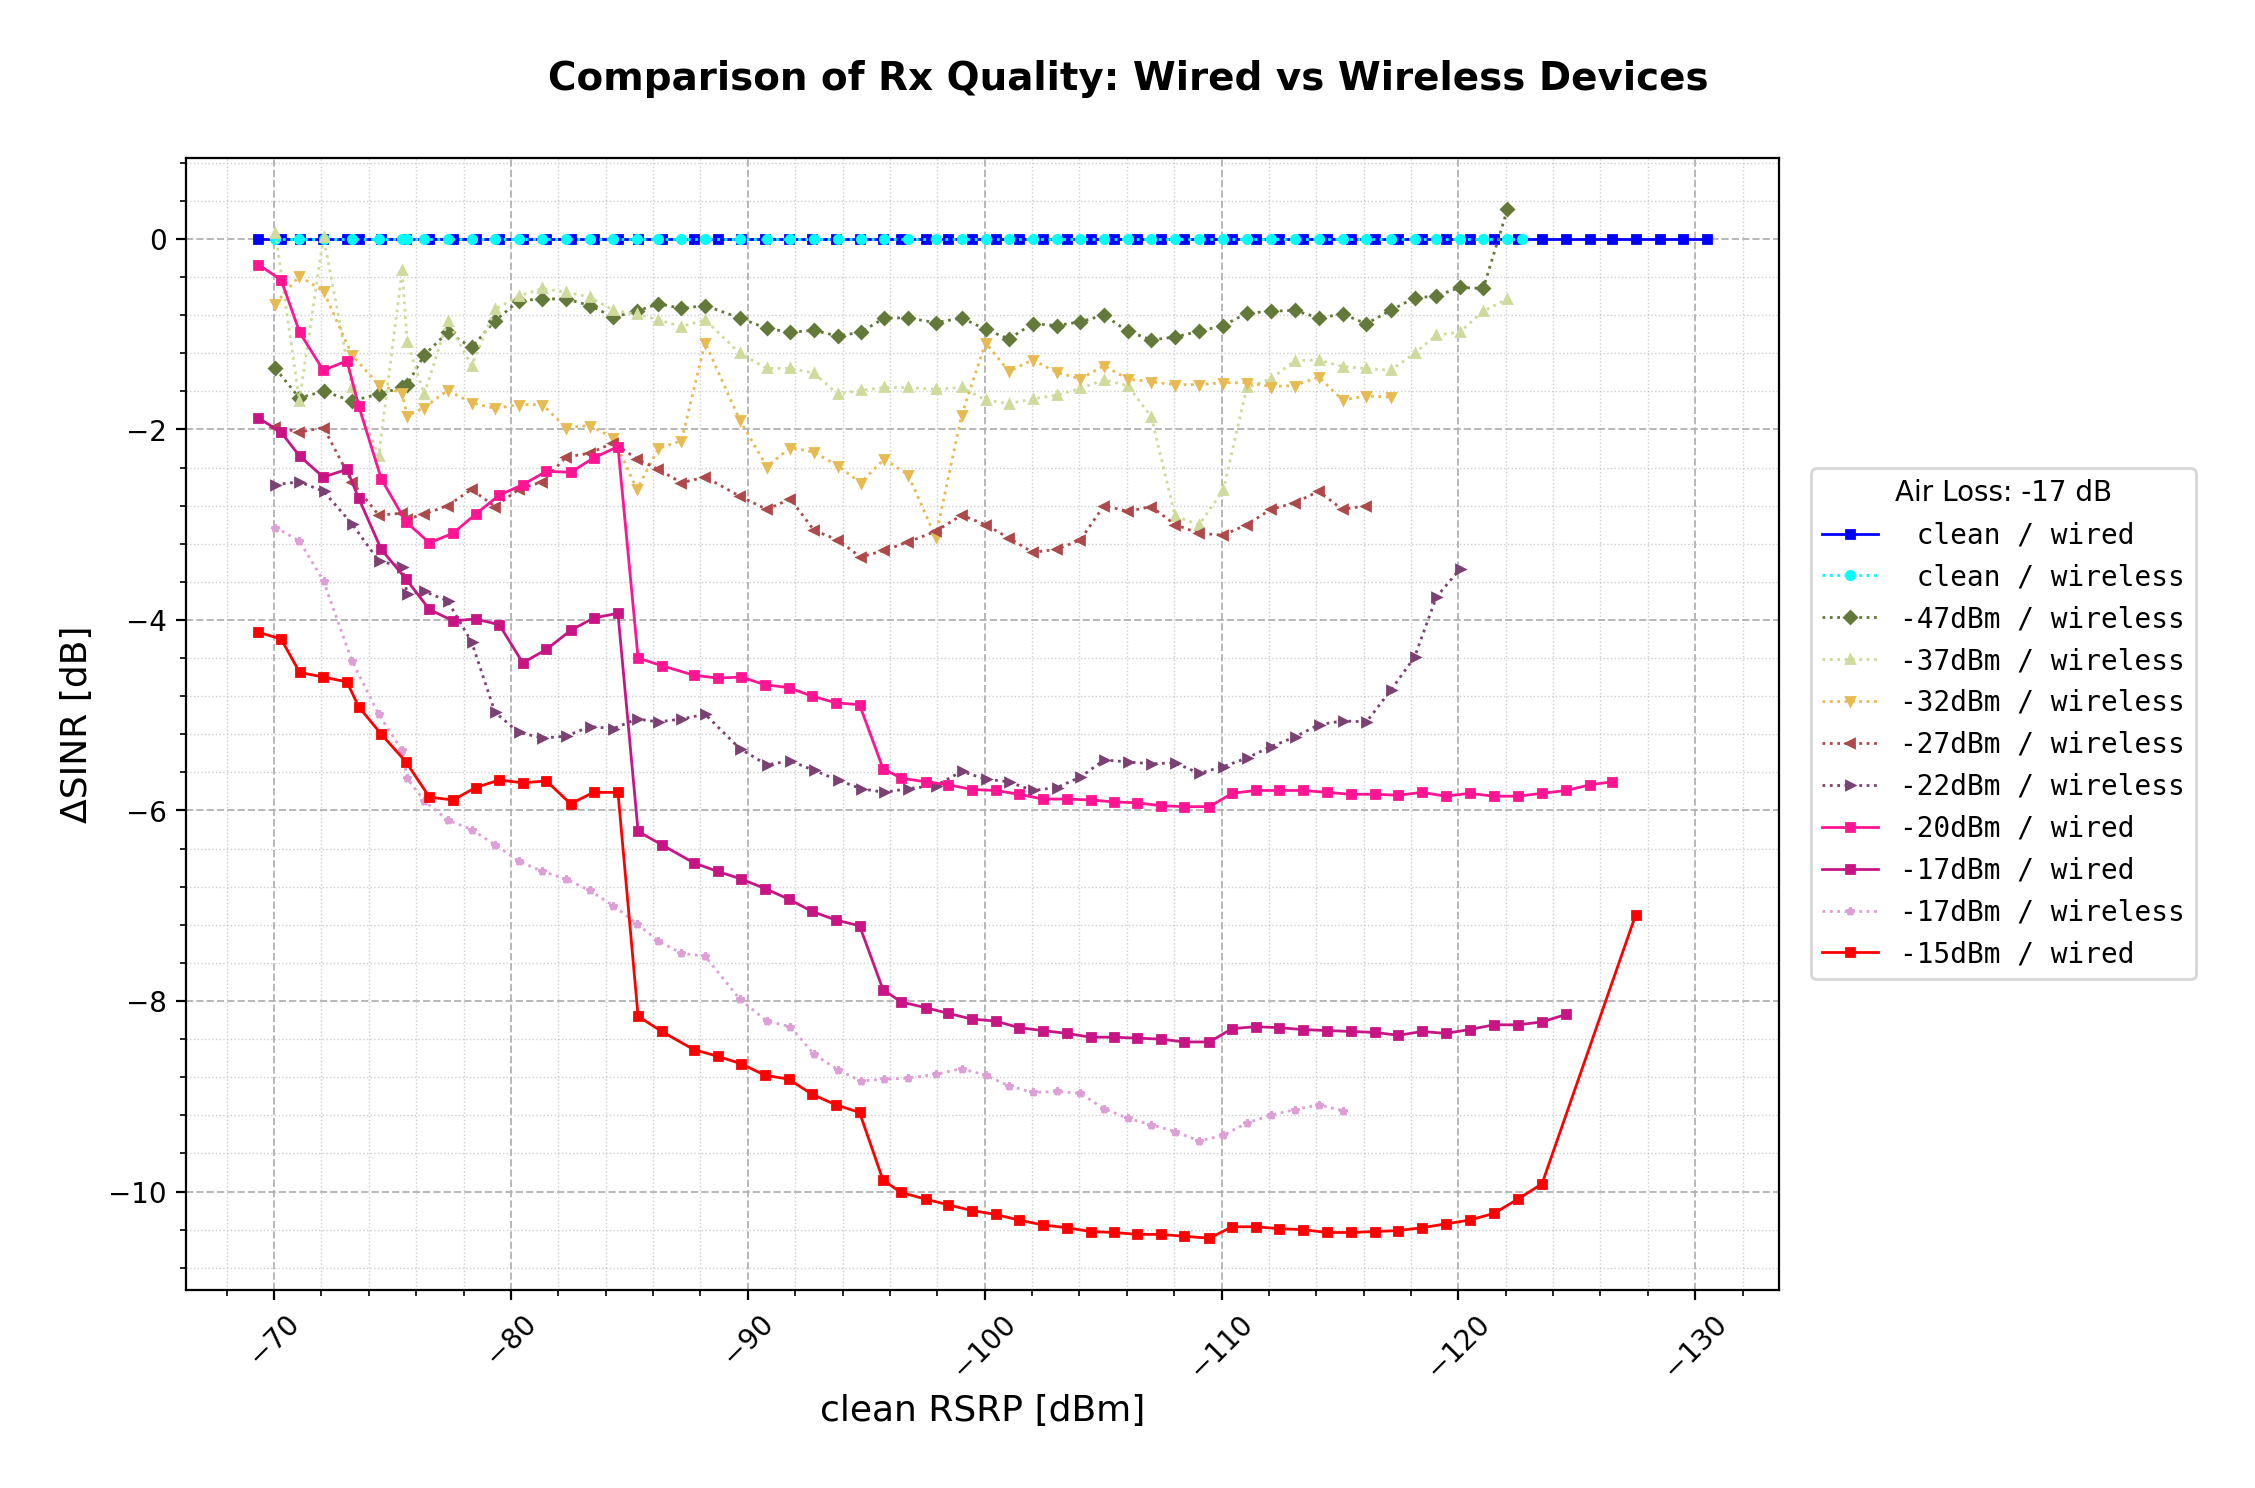 Comparison of Rx Quality: Wired vs Wireless Devices
ΔSINR [dB]
0
−2
−4
−6
−8
−10
−70
−80
−90
−100
−110
−120
−130
clean RSRP [dBm]
Air Loss: -17 dB
clean / wired
clean / wireless
-47dBm / wireless
-37dBm / wireless
-32dBm / wireless
-27dBm / wireless
-22dBm / wireless
-20dBm / wired
-17dBm / wired
-17dBm / wireless
-15dBm / wired